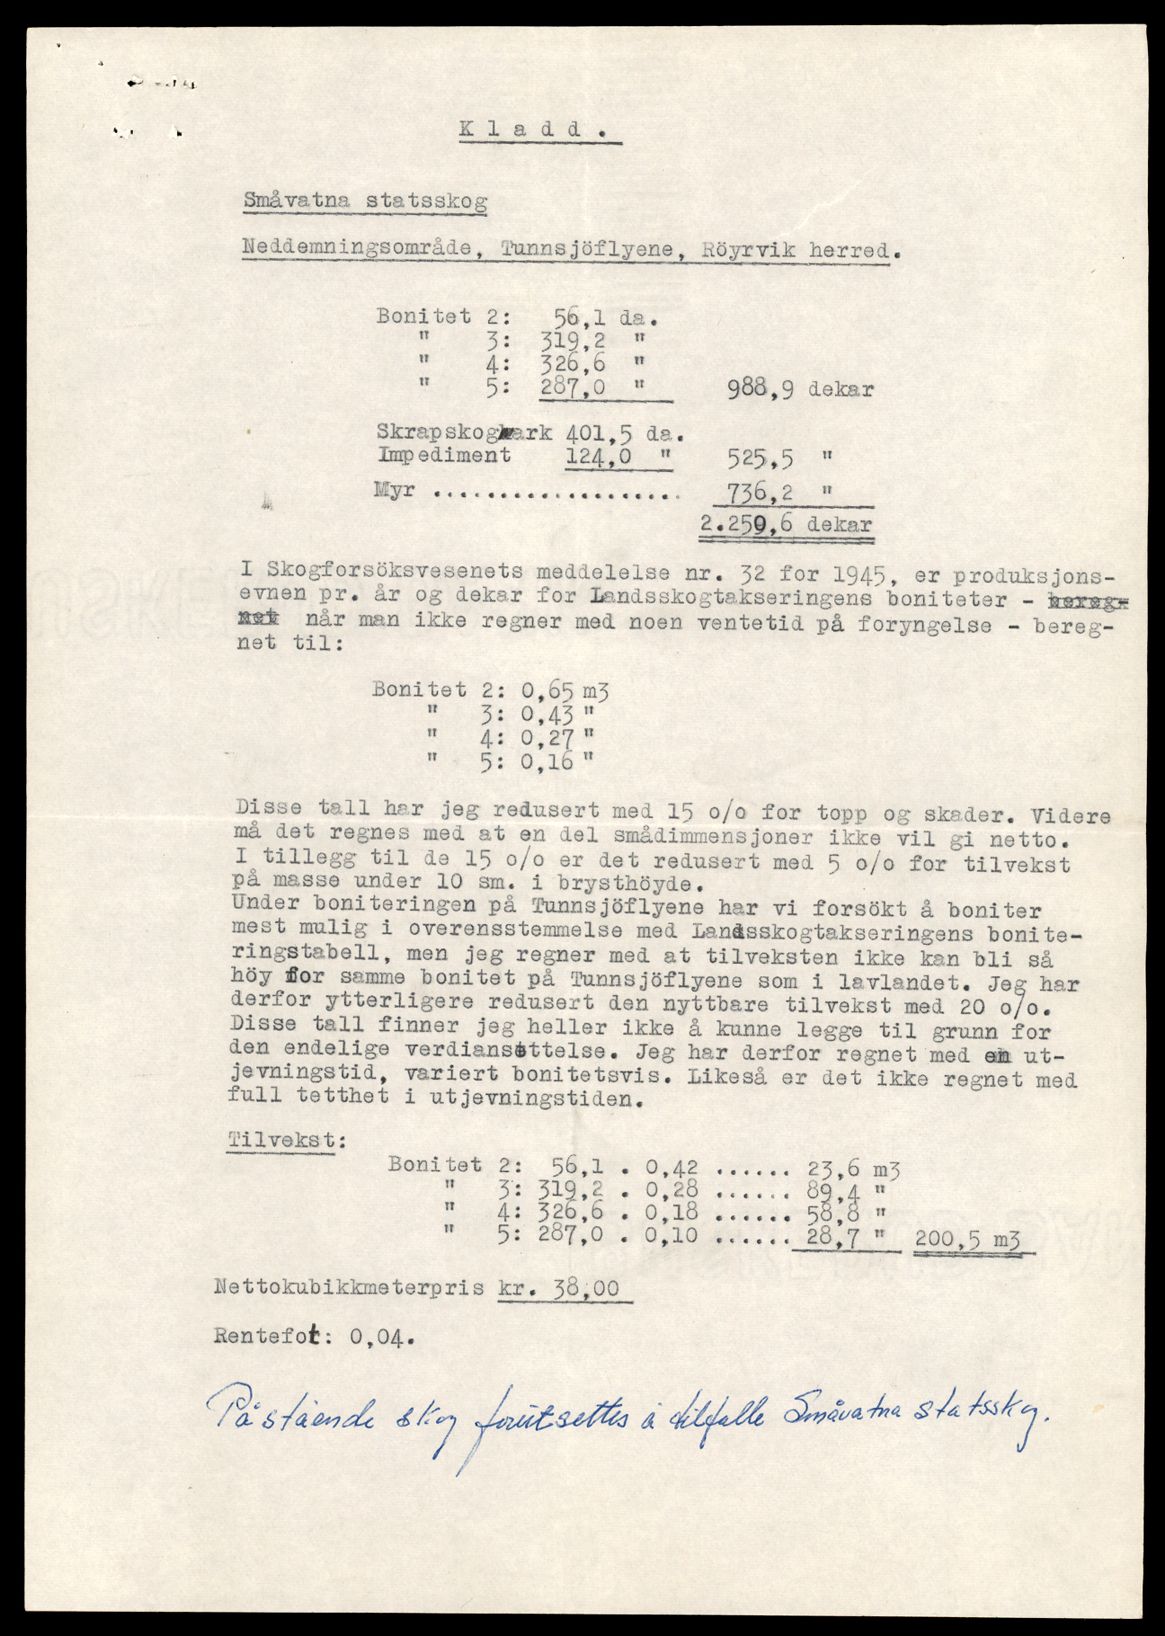 K l a d d .
Småvatna statsskog
Neddemningsområde, Tunnsjöflyene, Röyrvik herred.
Bonitet 2: 56,1 da.
" 3: 319,2 "
" 4: 326,6 "
" 5: 287,0 " 988,9 dekar
Skrapskogmark 401,5 da.
Impediment 124,0 " 525,5 "
Myr ................... 736,2 "
2.250,6 dekar
I Skogforsöksvesenets meddelelse nr. 32 for 1945, er produksjons-
evnen pr. år og dekar for Landsskogtakseringens boniteter - bereg-
net når man ikke regner med noen ventetid på foryngelse - bereg-
net til:
Bonitet 2: 0,65 m3
" 3: 0,43 "
" 4: 0,27 "
" 5: 0,16 "
Disse tall har jeg redusert med 15 o/o for topp og skader. Videre
må det regnes med at en del smådimmensjoner ikke vil gi netto.
I tillegg til de 15 o/o er det redusert med 5 o/o for tilvekst
på masse under 10 sm. i brysthöyde.
Under boniteringen på Tunnsjöflyene har vi forsökt å boniter
mest mulig i overensstemmelse med Landsskogtakseringens bonite-
ringstabell, men jeg regner med at tilveksten ikke kan bli så
höy for samme bonitet på Tunnsjöflyene som i lavlandet. Jeg har
derfor ytterligere redusert den nyttbare tilvekst med 20 o/o.
Disse tall finner jeg heller ikke å kunne legge til grunn for
den endelige verdiansettelse. Jeg har derfor regnet med en ut-
jevningstid, variert bonitetsvis. Likeså er det ikke regnet med
full tetthet i utjevningstiden.
Tilvekst:
Bonitet 2: 56,1 . 0,42 ...... 23,6 m3
" 3: 319,2 . 0,28 ...... 89,4 "
" 4: 326,6 . 0,18 ...... 58,8 "
" 5: 287,0 . 0,10 ...... 28,7 " 200,5 m3
Nettokubikkmeterpris kr. 38,00
Rentefot: 0,04.
På stående skog forutsettes å tilfalle Småvatna statsskog.